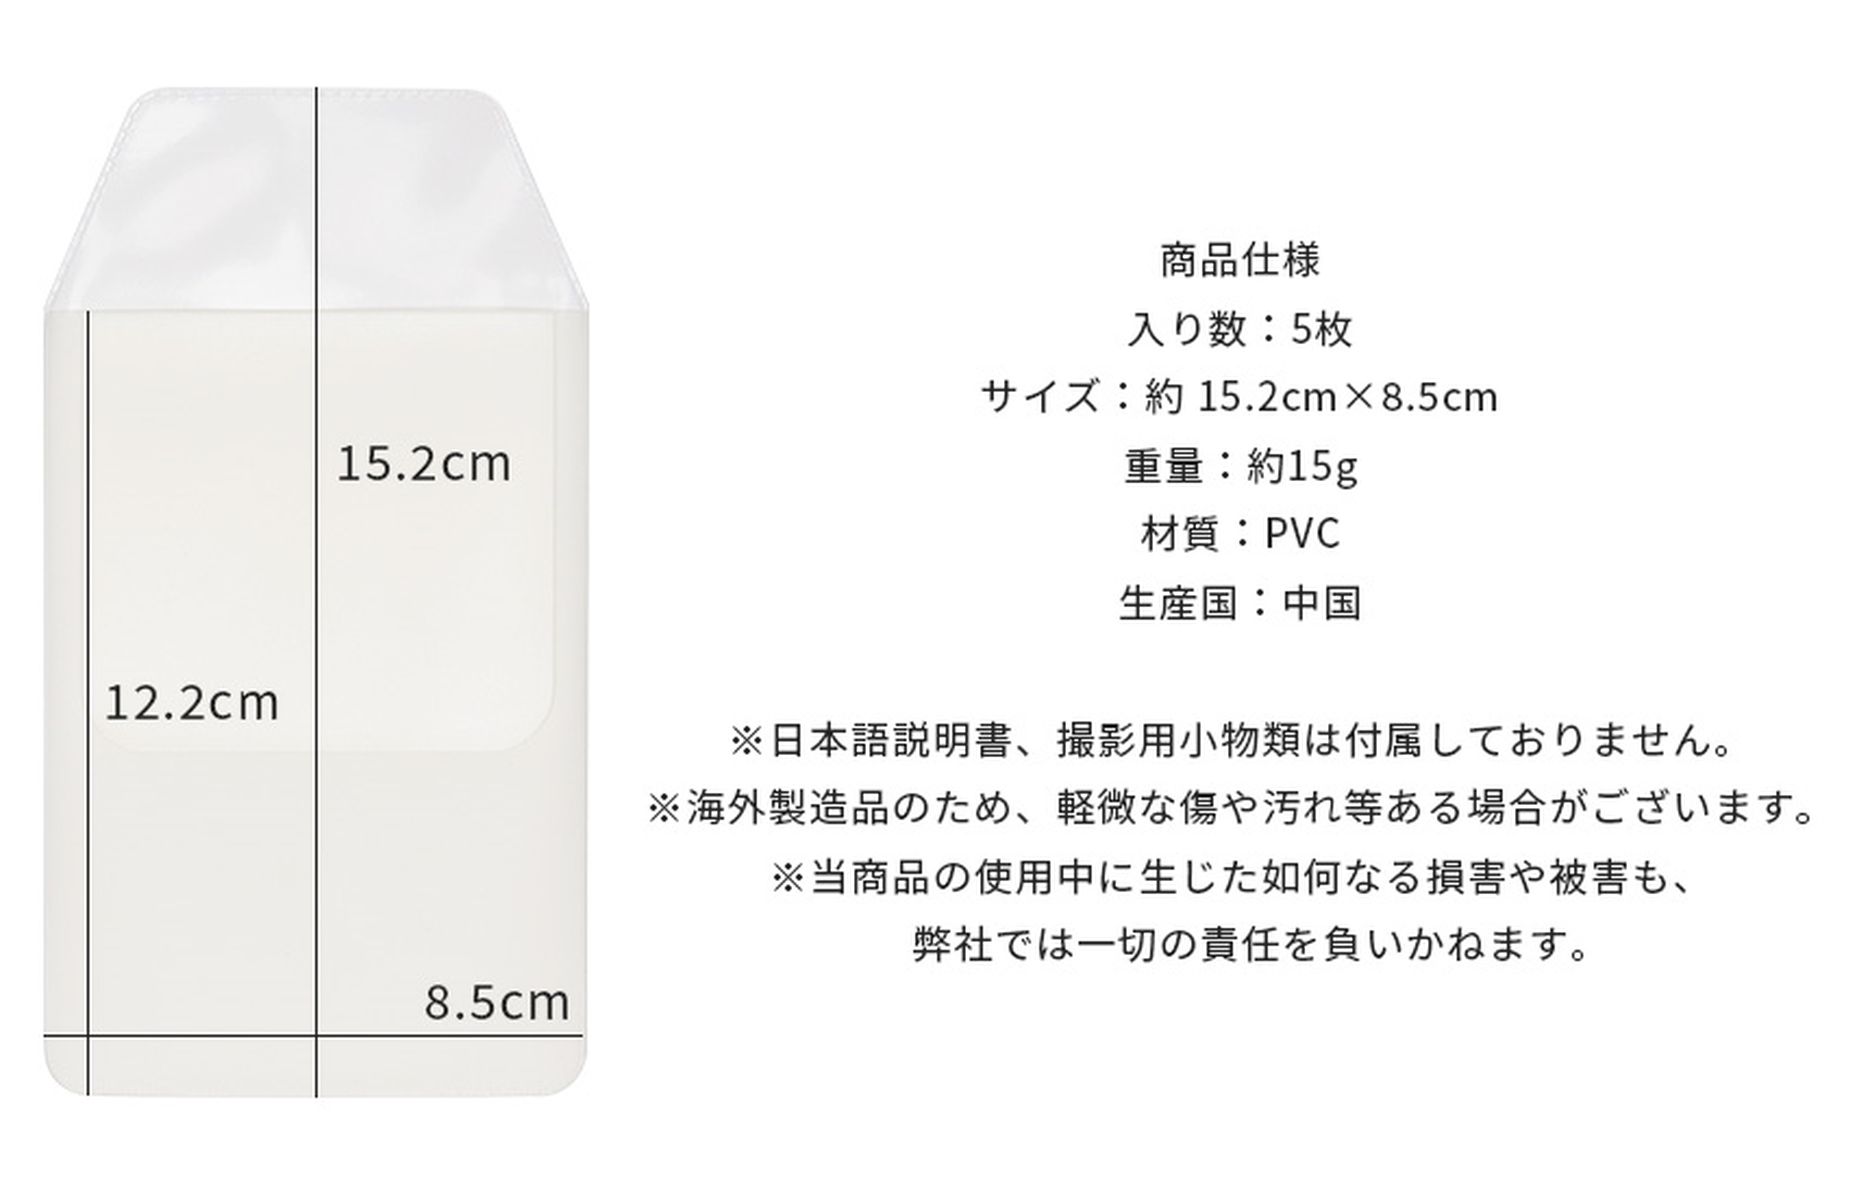 15.2cm
12.2cm
8.5cm
商品仕様
入り数：5枚
サイズ：約 15.2cm×8.5cm
重量：約15g
材質：PVC
生産国：中国
※日本語説明書、撮影用小物類は付属しておりません。
※海外製造品のため、軽微な傷や汚れ等ある場合がございます。
※当商品の使用中に生じた如何なる損害や被害も、
弊社では一切の責任を負いかねます。